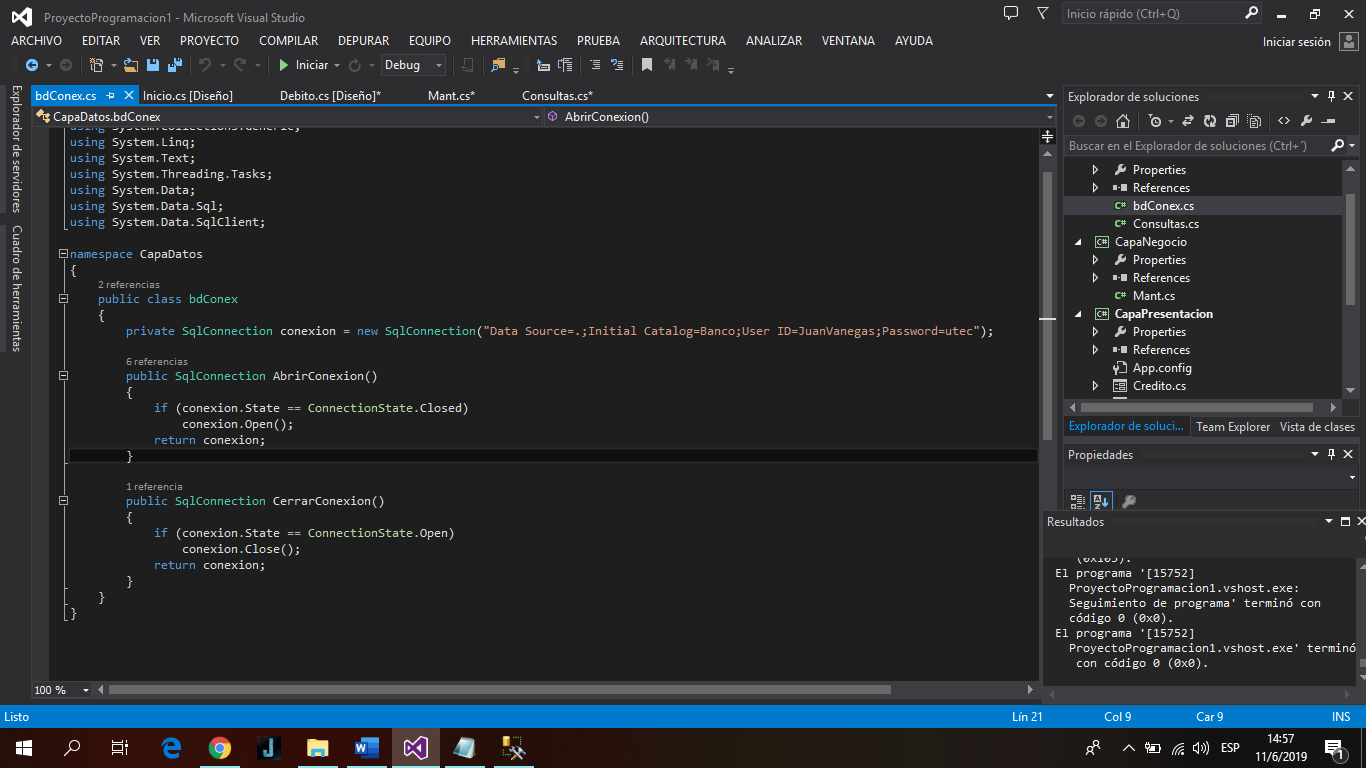 ProyectoProgramacion1 - Microsoft Visual Studio
Inicio rápido (Ctrl+Q)
ARCHIVO EDITAR VER PROYECTO COMPILAR DEPURAR EQUIPO HERRAMIENTAS PRUEBA ARQUITECTURA ANALIZAR VENTANA AYUDA
Iniciar sesión
Iniciar Debug
Explorador de servidores
Cuadro de herramientas
bdConex.cs Inicio.cs [Diseño] Debito.cs [Diseño]* Mant.cs* Consultas.cs*
CapaDatos.bdConex AbrirConexion()
using System.Collections.Generic;
using System.Linq;
using System.Text;
using System.Threading.Tasks;
using System.Data;
using System.Data.Sql;
using System.Data.SqlClient;
namespace CapaDatos
{
2 referencias
public class bdConex
{
private SqlConnection conexion = new SqlConnection("Data Source=.;Initial Catalog=Banco;User ID=JuanVanegas;Password=utec");
6 referencias
public SqlConnection AbrirConexion()
{
if (conexion.State == ConnectionState.Closed)
conexion.Open();
return conexion;
}
1 referencia
public SqlConnection CerrarConexion()
{
if (conexion.State == ConnectionState.Open)
conexion.Close();
return conexion;
}
}
}
100 %
Explorador de soluciones
Buscar en el Explorador de soluciones (Ctrl+´)
Properties
References
C# bdConex.cs
C# Consultas.cs
C# CapaNegocio
Properties
References
C# Mant.cs
C# CapaPresentacion
Properties
References
App.config
Credito.cs
Explorador de soluci... Team Explorer Vista de clases
Propiedades
Resultados
(0x103).
El programa '[15752]
ProyectoProgramacion1.vshost.exe:
Seguimiento de programa' terminó con
código 0 (0x0).
El programa '[15752]
ProyectoProgramacion1.vshost.exe' terminó
con código 0 (0x0).
Listo Lín 21 Col 9 Car 9 INS
ESP
14:57
11/6/2019
1